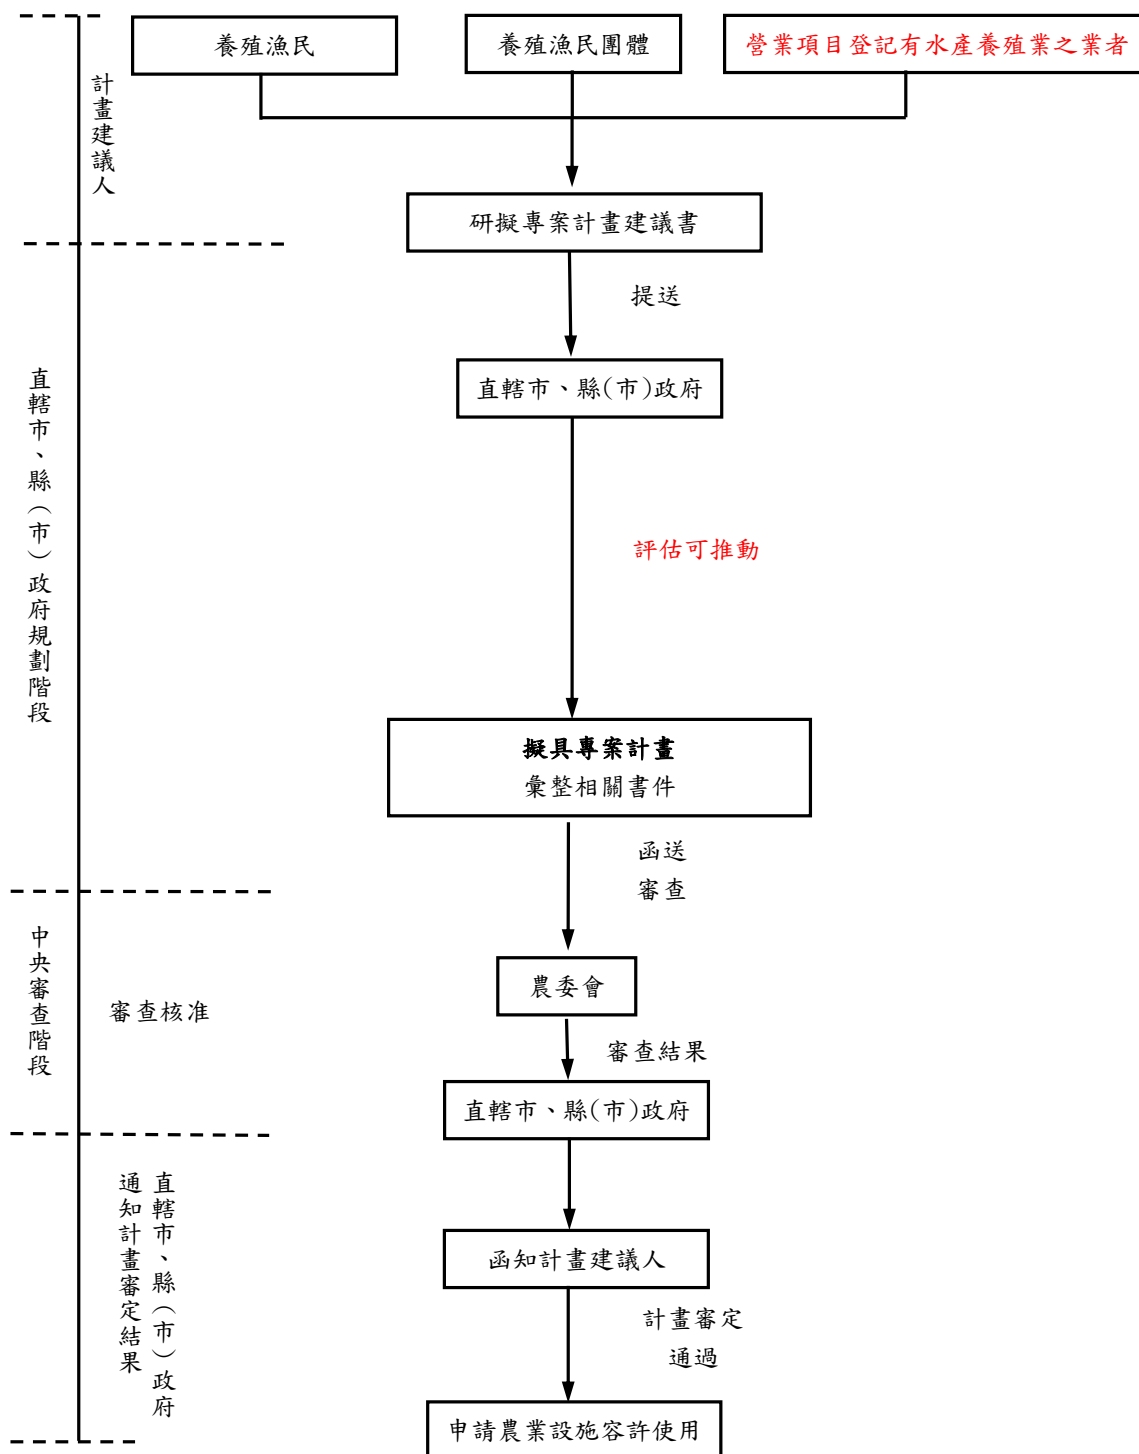 養殖漁民
養殖漁民團體
營業項目登記有水產養殖業之業者
計畫建議人
研擬專案計畫建議書
提送
直轄市、縣(市)政府
直轄市、縣（市）政府規劃階段
評估可推動
擬具專案計畫
彙整相關書件
函送
審查
中央審查階段
農委會
審查核准
審查結果
直轄市、縣(市)政府
直轄市、縣（市）政府
通知計畫審定結果
函知計畫建議人
計畫審定
通過
申請農業設施容許使用